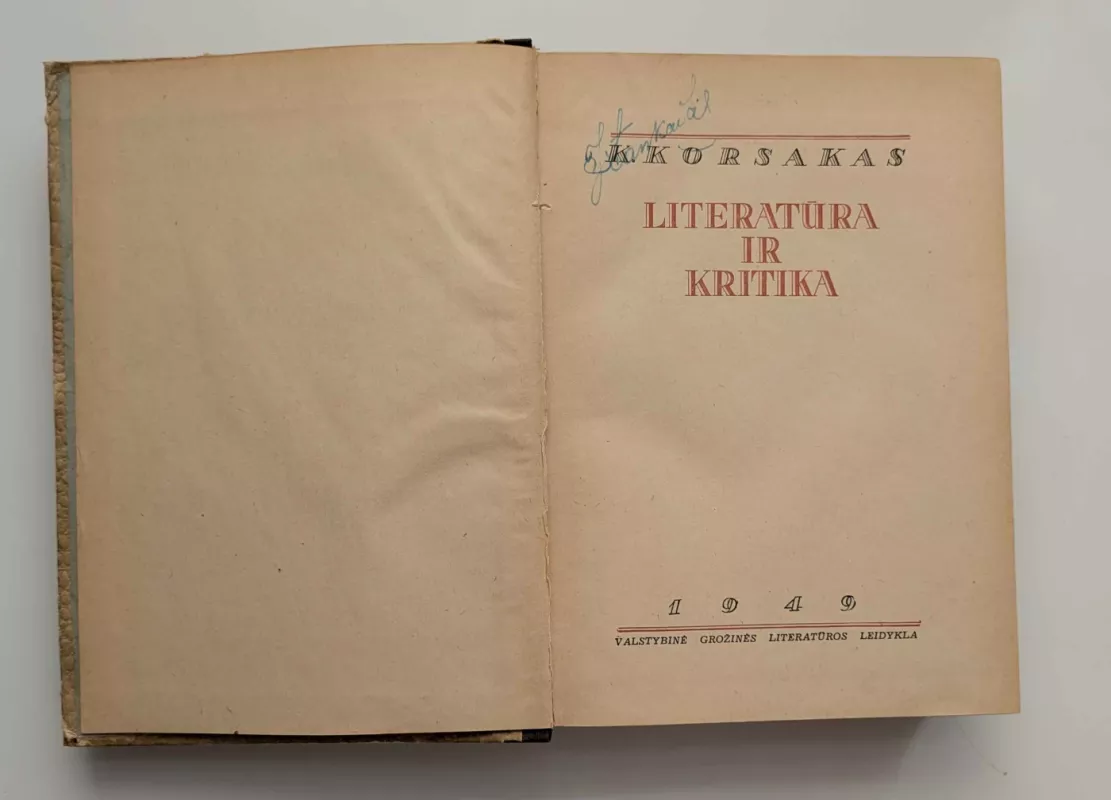 K. KORSAKAS
LITERATŪRA
IR
KRITIKA
1949
VALSTYBINĖ GROŽINĖS LITERATŪROS LEIDYKLA